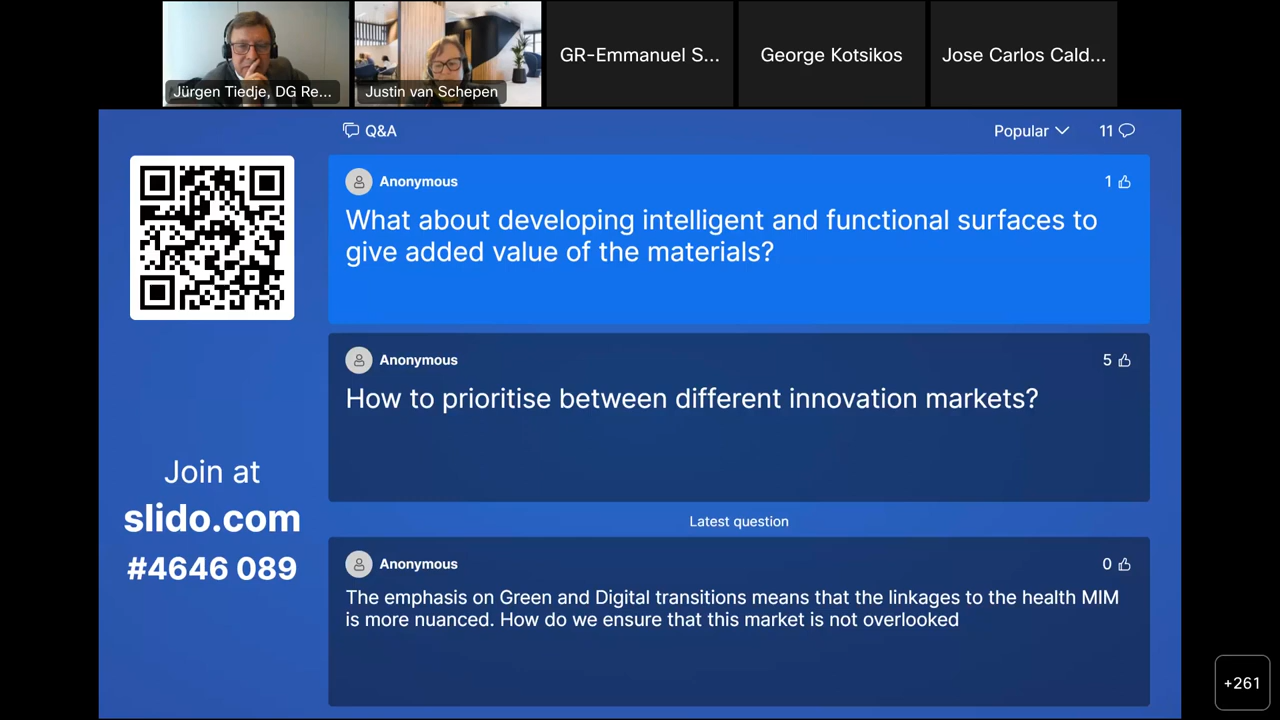 Jürgen Tiedje, DG Re...
Justin van Schepen
GR-Emmanuel S...
George Kotsikos
Jose Carlos Cald...
Q&A
Popular
11
Anonymous
1
What about developing intelligent and functional surfaces to
give added value of the materials?
Anonymous
5
How to prioritise between different innovation markets?
Join at
slido.com
#4646 089
Latest question
Anonymous
0
The emphasis on Green and Digital transitions means that the linkages to the health MIM
is more nuanced. How do we ensure that this market is not overlooked
+261